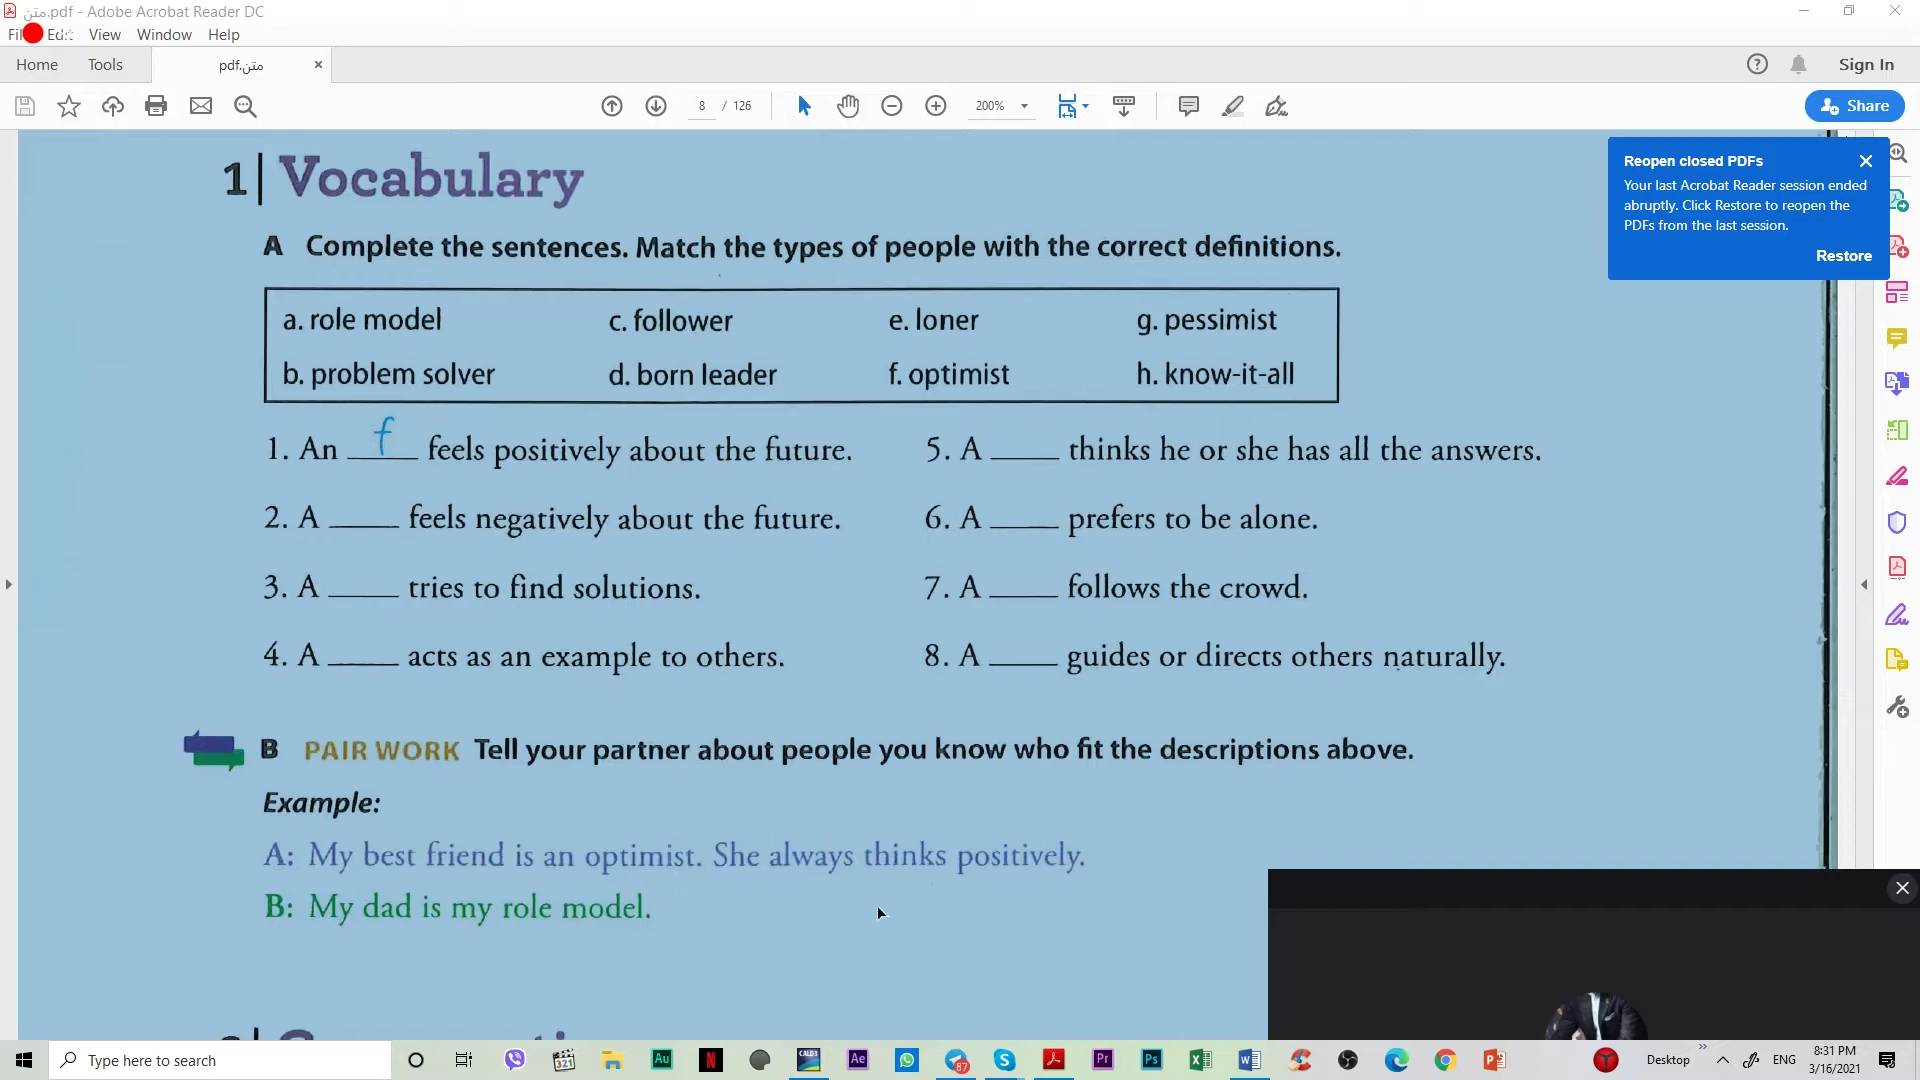 متن.pdf - Adobe Acrobat Reader DC
View Window Help
Home Tools متن.pdf Sign In
8 / 126 200% Share
Reopen closed PDFs
Your last Acrobat Reader session ended
abruptly. Click Restore to reopen the
PDFs from the last session.
Restore
1 Vocabulary
A Complete the sentences. Match the types of people with the correct definitions.
a. role model c. follower e. loner g. pessimist
b. problem solver d. born leader f. optimist h. know-it-all
1. An f feels positively about the future.
2. A ____ feels negatively about the future.
3. A ____ tries to find solutions.
4. A ____ acts as an example to others.
5. A ____ thinks he or she has all the answers.
6. A ____ prefers to be alone.
7. A ____ follows the crowd.
8. A ____ guides or directs others naturally.
B PAIR WORK Tell your partner about people you know who fit the descriptions above.
Example:
A: My best friend is an optimist. She always thinks positively.
B: My dad is my role model.
Type here to search
321 Au N CALD3 Ae 87 Pr Ps
Desktop ENG 8:31 PM
3/16/2021